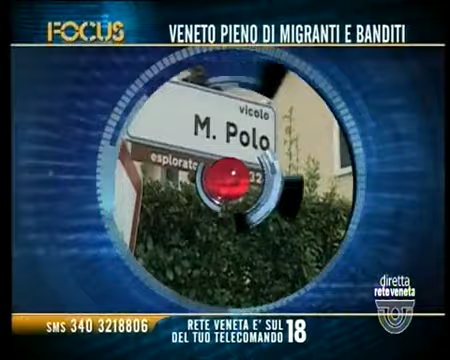 FOCUS
VENETO PIENO DI MIGRANTI E BANDITI
vicolo
M. Polo
esplorato
32
diretta
reteveneta
SMS 340 3218806
RETE VENETA E' SUL
DEL TUO TELECOMANDO 18